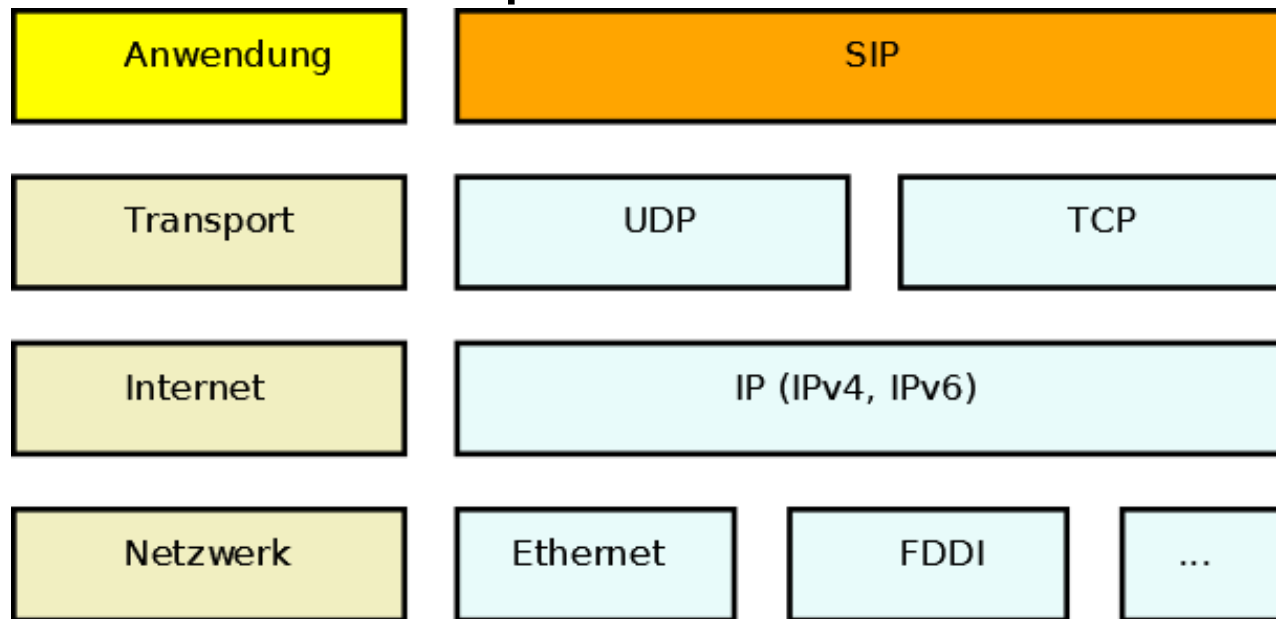 Anwendung SIP
Transport UDP TCP
Internet IP (IPv4, IPv6)
Netzwerk Ethernet FDDI ...